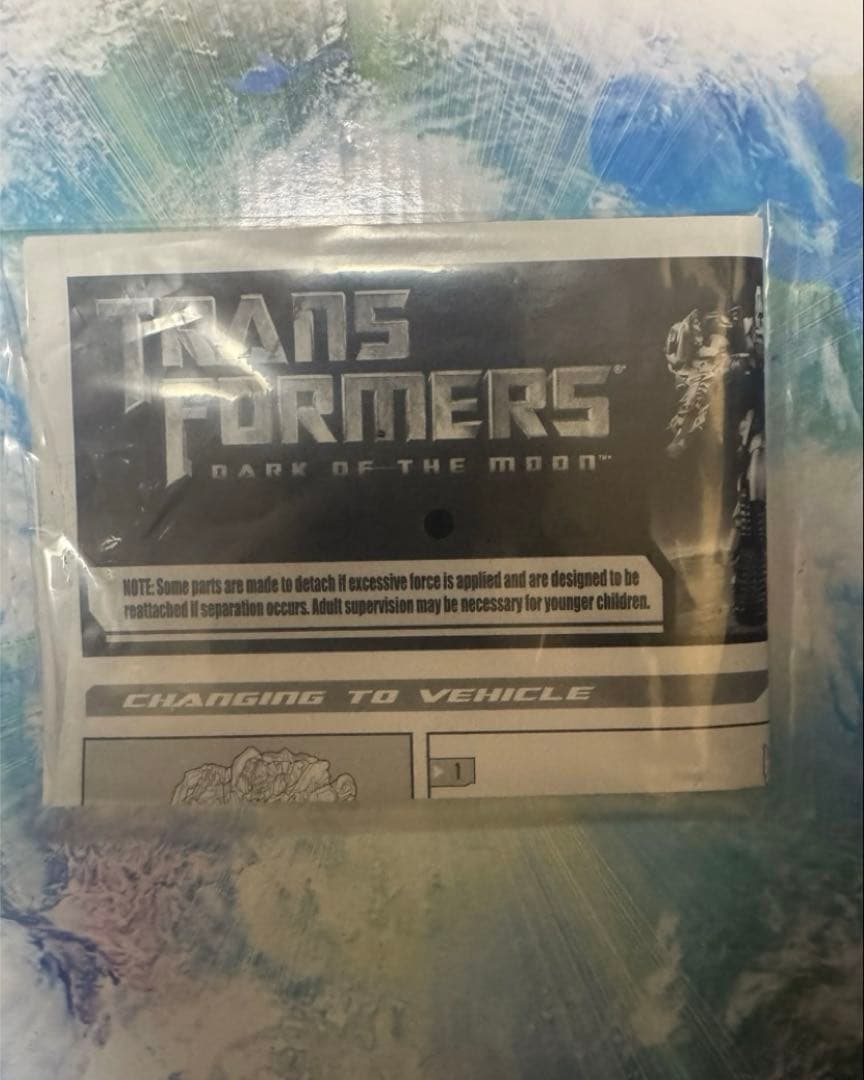 TRANS
FORMERS®
DARK OF THE MOON™
NOTE: Some parts are made to detach if excessive force is applied and are designed to be
reattached if separation occurs. Adult supervision may be necessary for younger children.
CHANGING TO VEHICLE
1